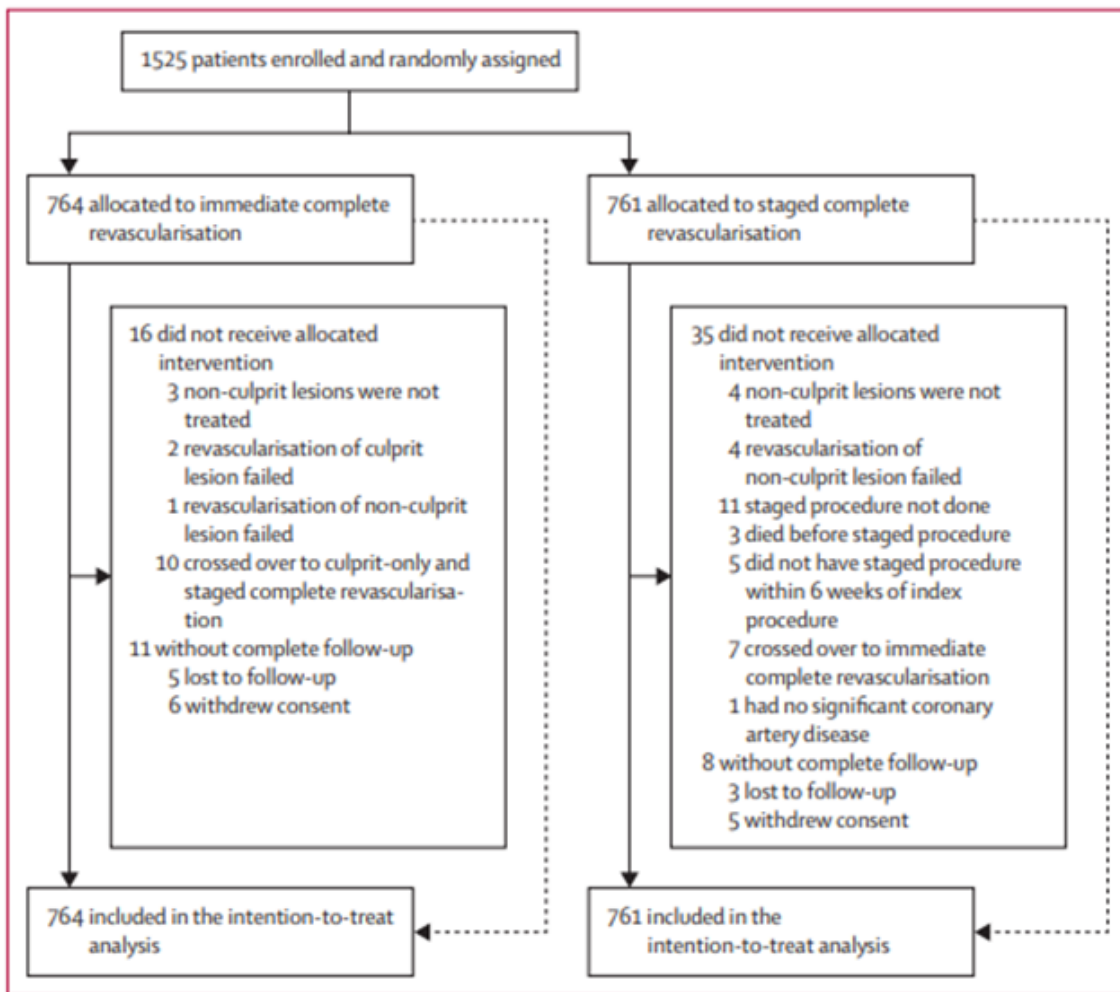 1525 patients enrolled and randomly assigned
764 allocated to immediate complete
revascularisation
761 allocated to staged complete
revascularisation
16 did not receive allocated
intervention
3 non-culprit lesions were not
treated
2 revascularisation of culprit
lesion failed
1 revascularisation of non-culprit
lesion failed
10 crossed over to culprit-only and
staged complete revascularisa-
tion
11 without complete follow-up
5 lost to follow-up
6 withdrew consent
35 did not receive allocated
intervention
4 non-culprit lesions were not
treated
4 revascularisation of
non-culprit lesion failed
11 staged procedure not done
3 died before staged procedure
5 did not have staged procedure
within 6 weeks of index
procedure
7 crossed over to immediate
complete revascularisation
1 had no significant coronary
artery disease
8 without complete follow-up
3 lost to follow-up
5 withdrew consent
764 included in the intention-to-treat
analysis
761 included in the
intention-to-treat analysis